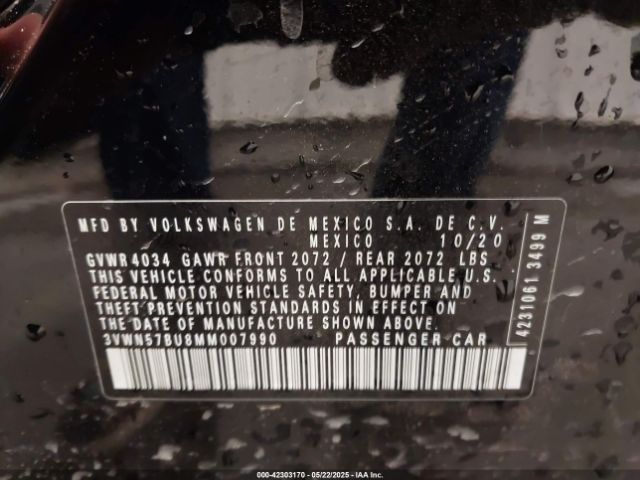 MFD BY VOLKSWAGEN DE MEXICO S.A. DE C.V.
MEXICO 10/20
GVWR 4034 GAWR FRONT 2072 / REAR 2072 LBS
THIS VEHICLE CONFORMS TO ALL APPLICABLE U.S.
FEDERAL MOTOR VEHICLE SAFETY, BUMPER AND
THEFT PREVENTION STANDARDS IN EFFECT ON
THE DATE OF MANUFACTURE SHOWN ABOVE.
3VWN57BU8MM007990 PASSENGER CAR
4231061 3499 M
000-42303170 - 05/22/2025 - IAA Inc.